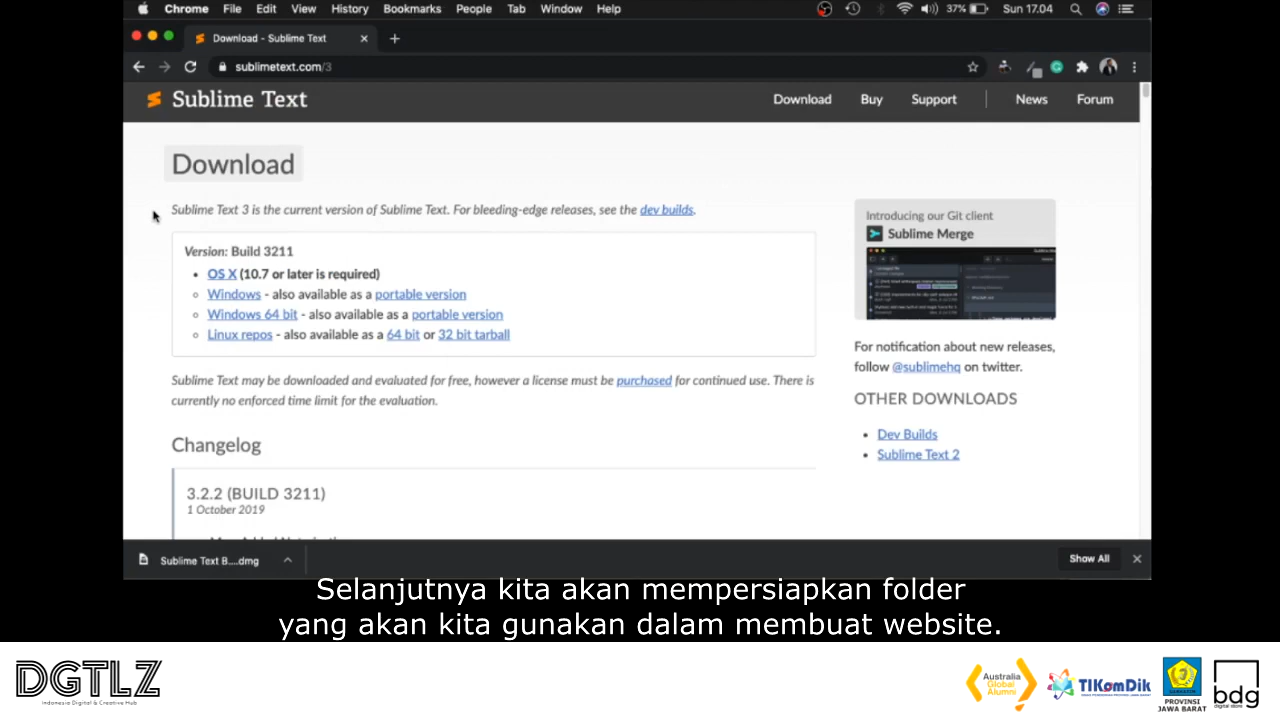 Chrome File Edit View History Bookmarks People Tab Window Help 37% Sun 17.04
Download - Sublime Text
sublimetext.com/3
Sublime Text Download Buy Support News Forum
Download
Sublime Text 3 is the current version of Sublime Text. For bleeding-edge releases, see the dev builds.
Version: Build 3211
OS X (10.7 or later is required)
Windows - also available as a portable version
Windows 64 bit - also available as a portable version
Linux repos - also available as a 64 bit or 32 bit tarball
Sublime Text may be downloaded and evaluated for free, however a license must be purchased for continued use. There is
currently no enforced time limit for the evaluation.
Changelog
3.2.2 (BUILD 3211)
1 October 2019
Introducing our Git client
Sublime Merge
For notification about new releases,
follow @sublimehq on twitter.
OTHER DOWNLOADS
Dev Builds
Sublime Text 2
Sublime Text B....dmg
Show All
Selanjutnya kita akan mempersiapkan folder
yang akan kita gunakan dalam membuat website.
DGTLZ
Indonesia Digital & Creative Hub
Australia
Global
Alumni
TIKomDik
PROVINSI
JAWA BARAT
bdg
digital store